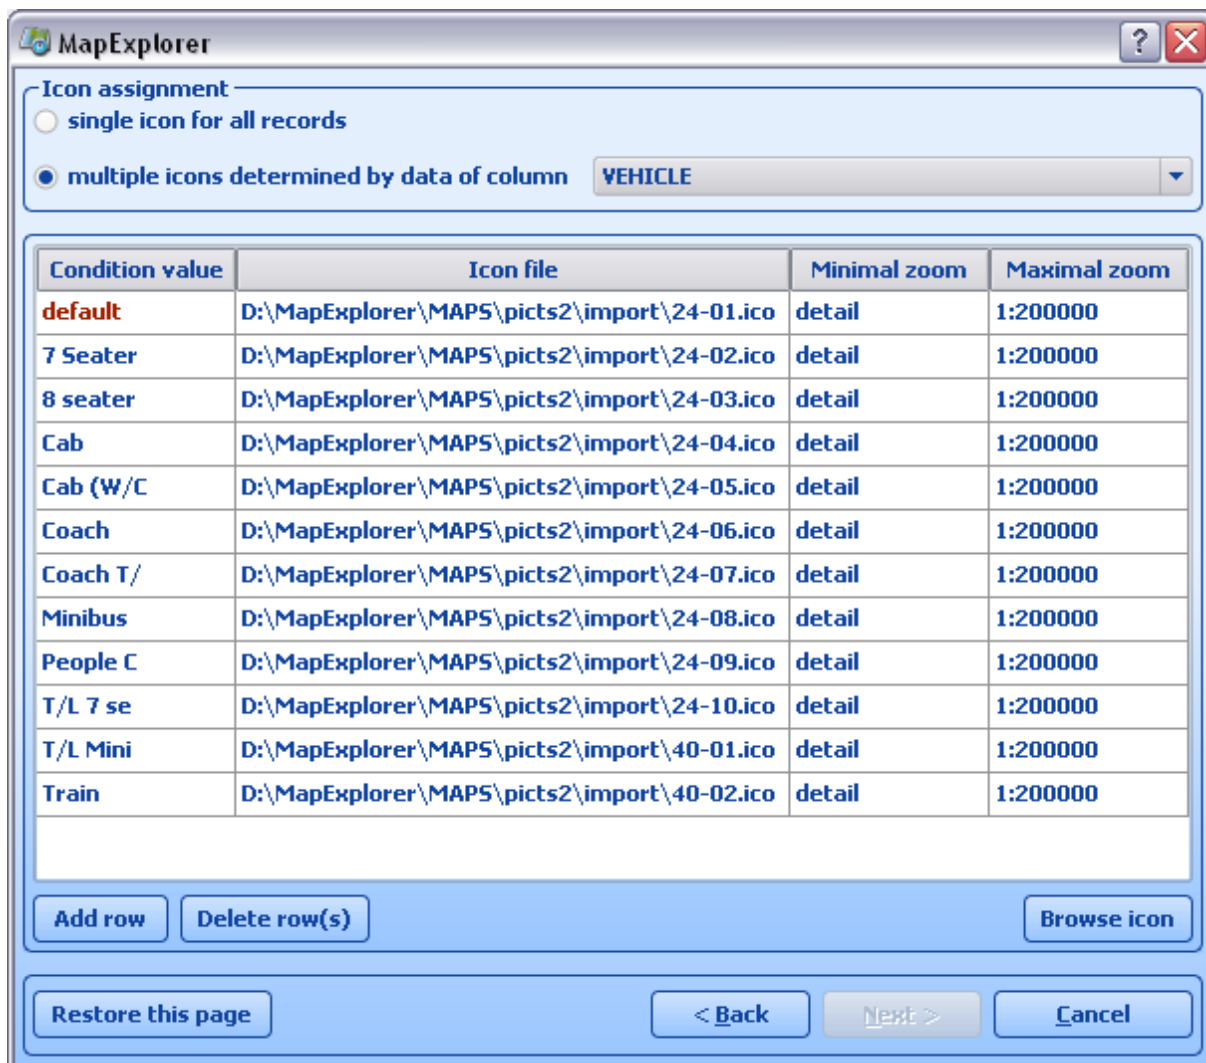 MapExplorer
Icon assignment
single icon for all records
multiple icons determined by data of column VEHICLE
Condition value Icon file Minimal zoom Maximal zoom
default D:\MapExplorer\MAPS\picts2\import\24-01.ico detail 1:200000
7 Seater D:\MapExplorer\MAPS\picts2\import\24-02.ico detail 1:200000
8 seater D:\MapExplorer\MAPS\picts2\import\24-03.ico detail 1:200000
Cab D:\MapExplorer\MAPS\picts2\import\24-04.ico detail 1:200000
Cab (W/C D:\MapExplorer\MAPS\picts2\import\24-05.ico detail 1:200000
Coach D:\MapExplorer\MAPS\picts2\import\24-06.ico detail 1:200000
Coach T/ D:\MapExplorer\MAPS\picts2\import\24-07.ico detail 1:200000
Minibus D:\MapExplorer\MAPS\picts2\import\24-08.ico detail 1:200000
People C D:\MapExplorer\MAPS\picts2\import\24-09.ico detail 1:200000
T/L 7 se D:\MapExplorer\MAPS\picts2\import\24-10.ico detail 1:200000
T/L Mini D:\MapExplorer\MAPS\picts2\import\40-01.ico detail 1:200000
Train D:\MapExplorer\MAPS\picts2\import\40-02.ico detail 1:200000
Add row Delete row(s) Browse icon
Restore this page < Back Next > Cancel